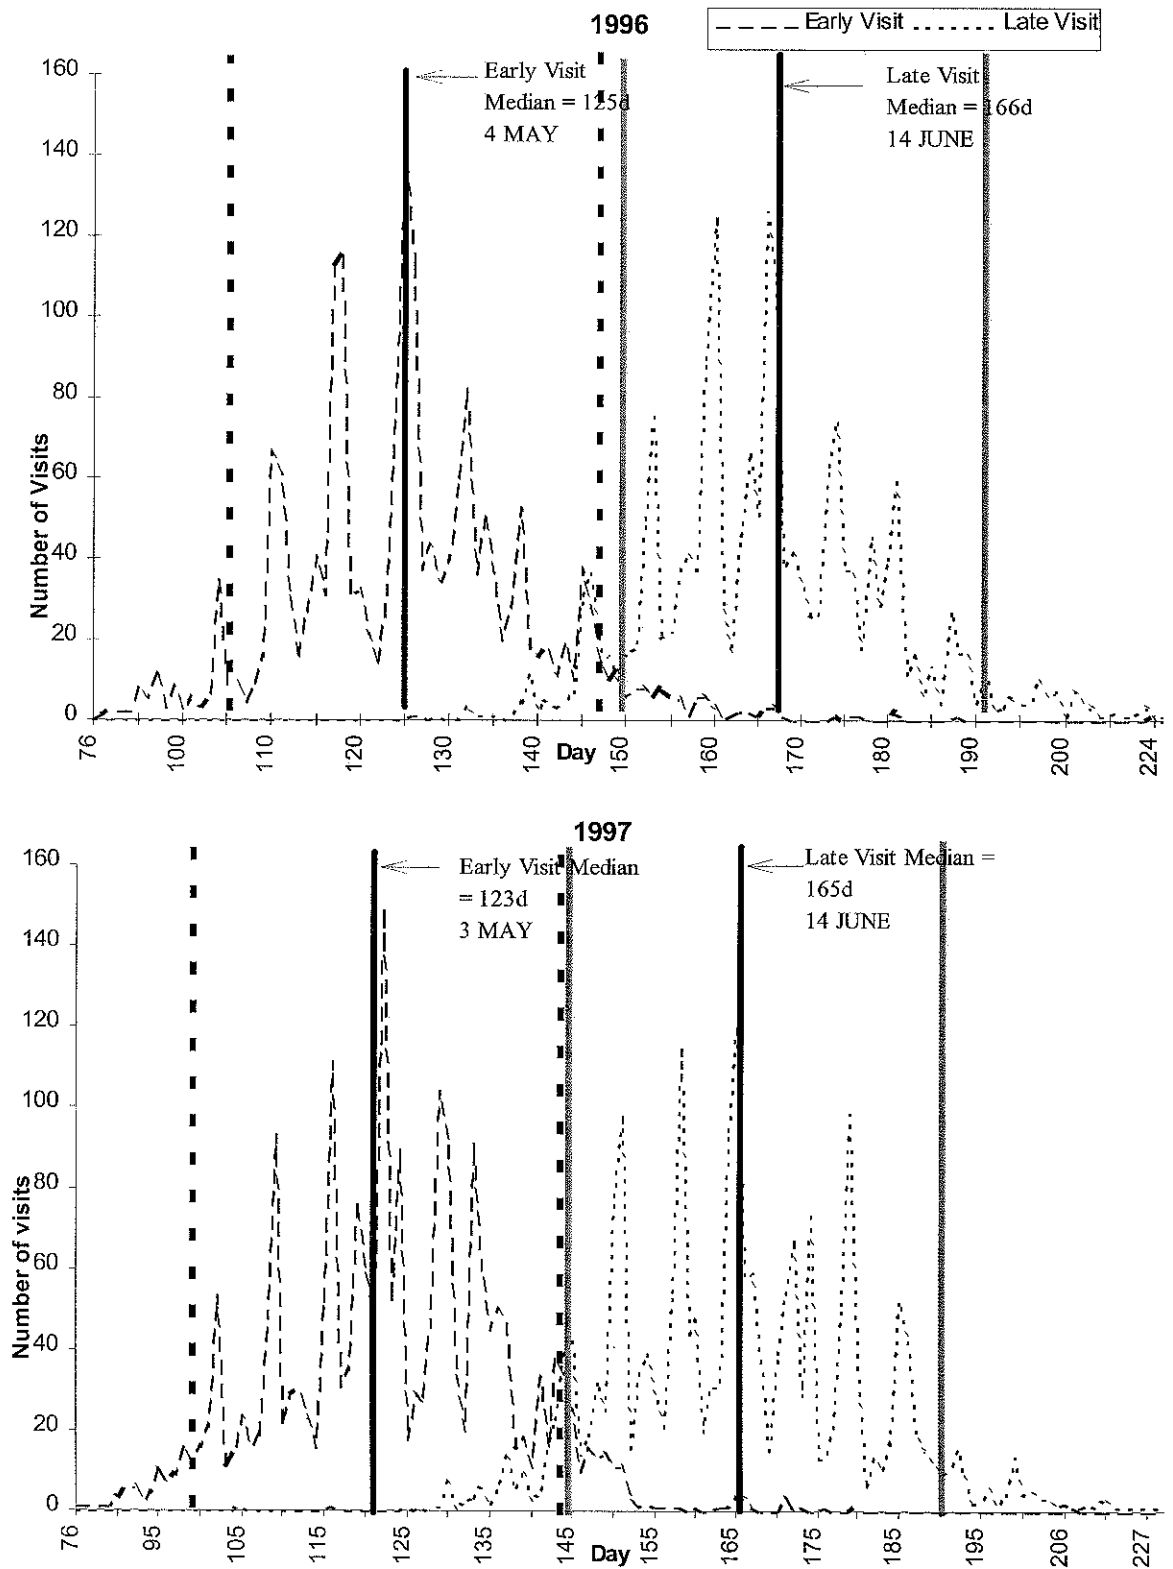 1996
Early Visit Late Visit
160
140
120
100
80
60
40
20
0
Number of Visits
Early Visit
Median = 125d
4 MAY
Late Visit
Median = 166d
14 JUNE
76 100 110 120 130 140 150 160 170 180 191 200 224
Day
1997
160
140
120
100
80
60
40
20
0
Number of visits
Early Visit Median
= 123d
3 MAY
Late Visit Median =
165d
14 JUNE
76 95 105 115 125 135 145 155 165 175 185 195 206 227
Day